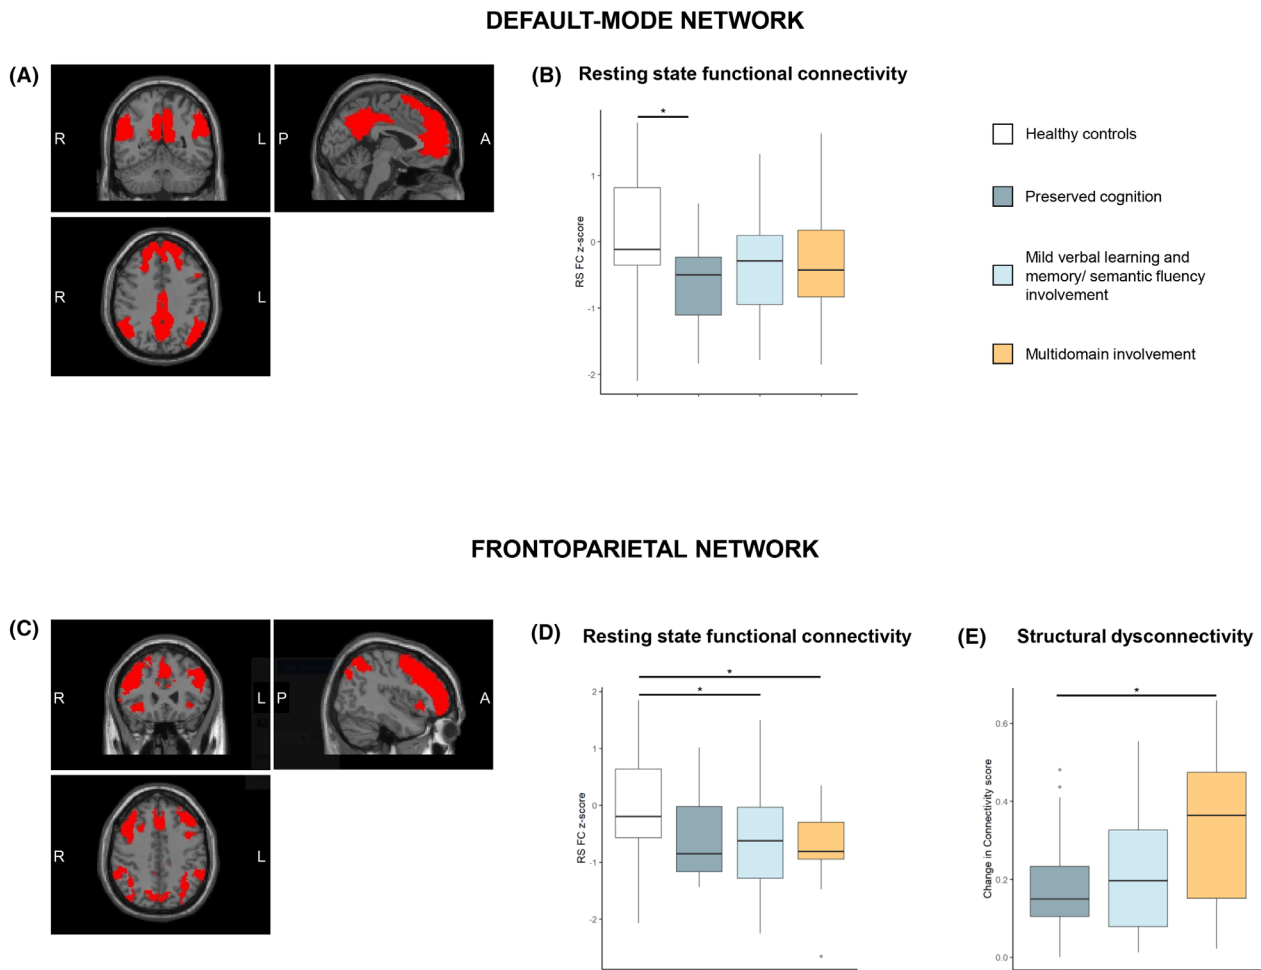 DEFAULT-MODE NETWORK
(A)
R
L
P
A
R
L
(B) Resting state functional connectivity
*
RS FC z-score
1
0
-1
-2
Healthy controls
Preserved cognition
Mild verbal learning and
memory/ semantic fluency
involvement
Multidomain involvement
FRONTOPARIETAL NETWORK
(C)
R
L
P
A
R
L
(D) Resting state functional connectivity
*
*
RS FC z-score
2
1
0
-1
-2
(E) Structural dysconnectivity
*
Change in Connectivity score
0.6
0.4
0.2
0.0